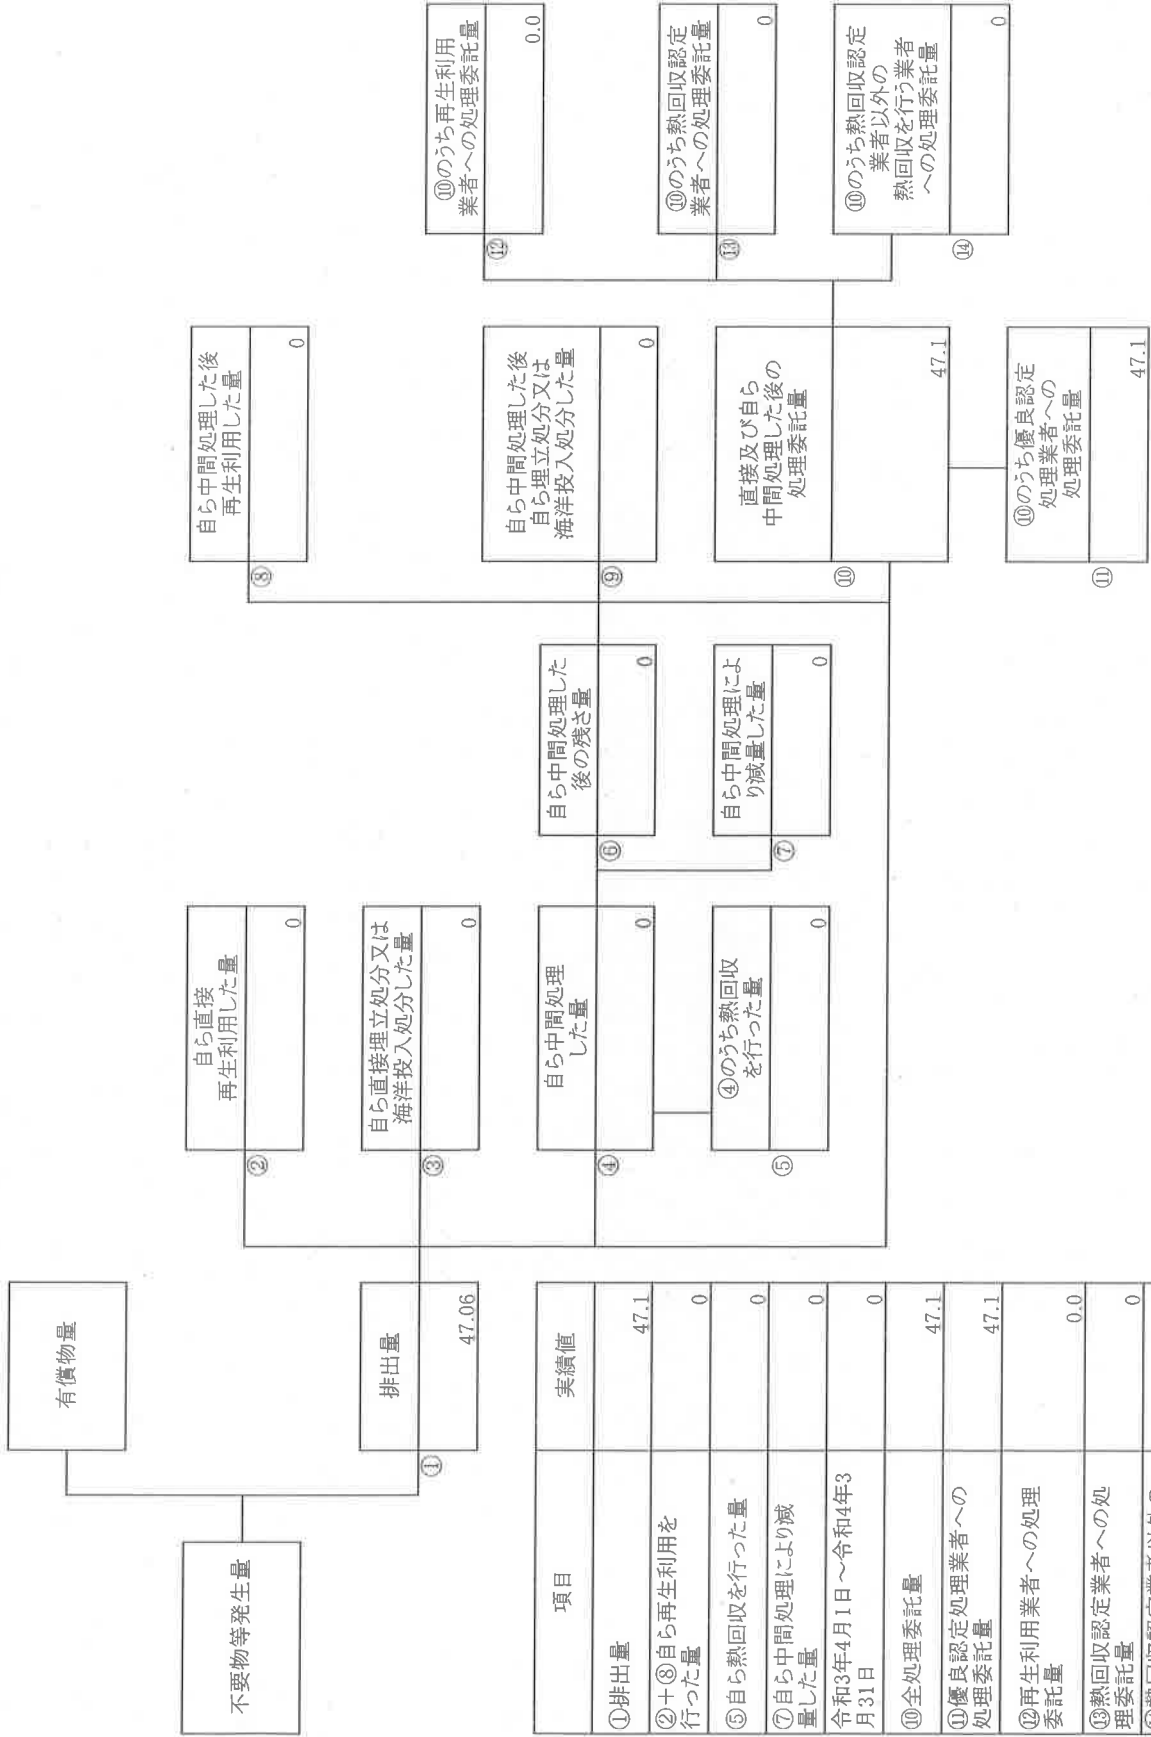 不要物等発生量
有償物量
排出量
①
47.06
自ら直接
再生利用した量
②
0
自ら直接埋立処分又は
海洋投入処分した量
③
0
自ら中間処理
した量
④
0
④のうち熱回収
を行った量
⑤
0
自ら中間処理した
後の残さ量
⑥
0
自ら中間処理によ
り減量した量
⑦
0
自ら中間処理した後
再生利用した量
⑧
0
自ら中間処理した後
自ら埋立処分又は
海洋投入処分した量
⑨
0
直接及び自ら
中間処理した後の
処理委託量
⑩
47.1
⑩のうち優良認定
処理業者への
処理委託量
⑪
47.1
⑩のうち再生利用
業者への処理委託量
⑫
0.0
⑩のうち熱回収認定
業者への処理委託量
⑬
0
⑩のうち熱回収認定
業者以外の
熱回収を行う業者
への処理委託量
⑭
0
項目 実績値
①排出量 47.1
②+⑧自ら再生利用を
行った量 0
⑤自ら熱回収を行った量 0
⑦自ら中間処理により減
量した量 0
令和3年4月1日～令和4年3
月31日 0
⑩全処理委託量 47.1
⑪優良認定処理業者への
処理委託量 47.1
⑫再生利用業者への処理
委託量 0.0
⑬熱回収認定業者への処
理委託量 0